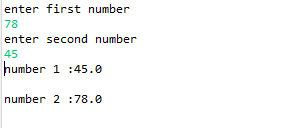 enter first number
78
enter second number
45
number 1 :45.0
number 2 :78.0